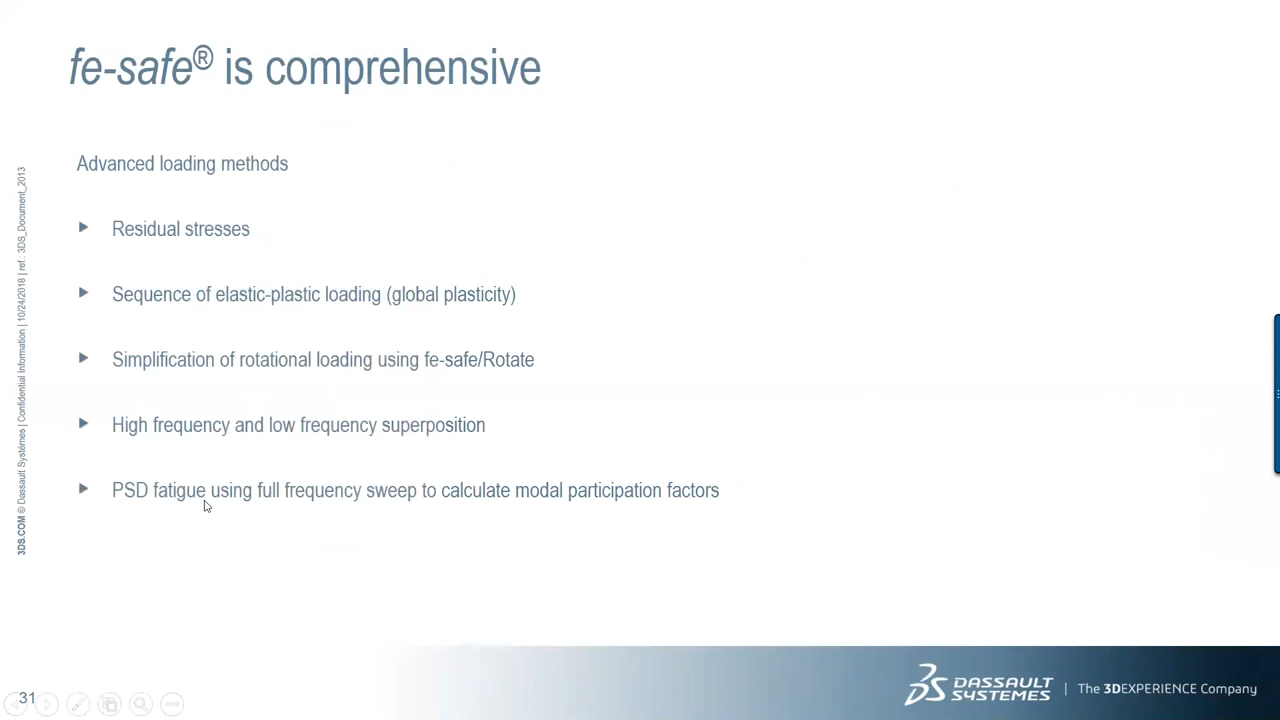 fe-safe® is comprehensive
Advanced loading methods
Residual stresses
Sequence of elastic-plastic loading (global plasticity)
Simplification of rotational loading using fe-safe/Rotate
High frequency and low frequency superposition
PSD fatigue using full frequency sweep to calculate modal participation factors
3DS.COM © Dassault Systèmes | Confidential Information | 10/24/2018 | ref.: 3DS_Document_2013
31
DASSAULT SYSTEMES | The 3DEXPERIENCE Company